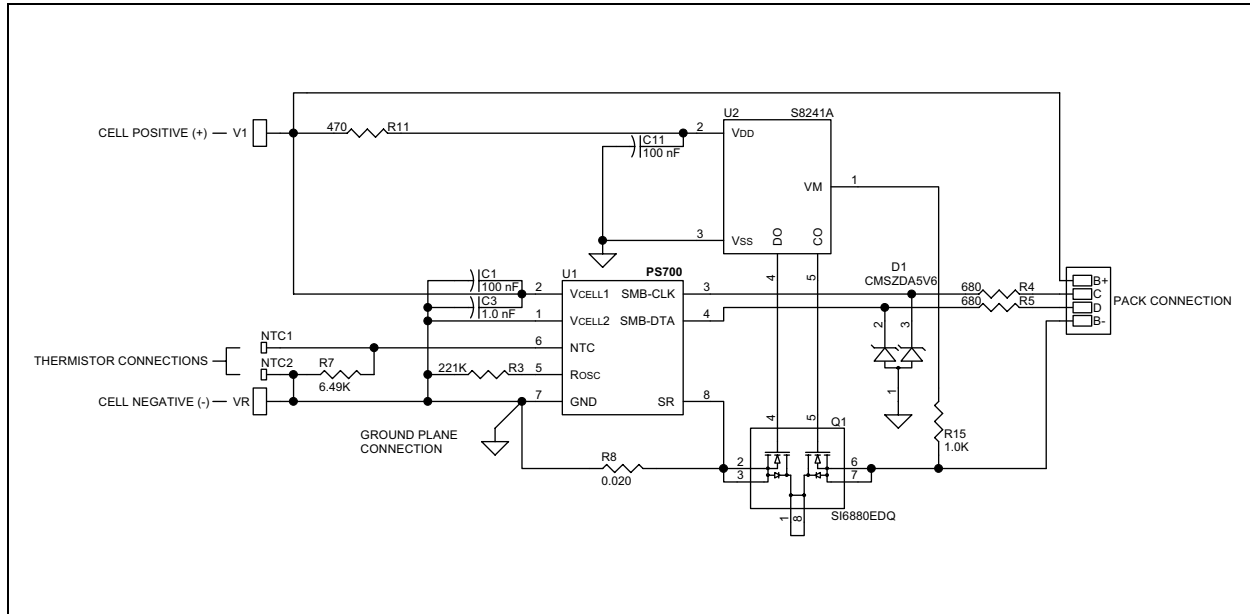 U2 S8241A
CELL POSITIVE (+) V1
470 R11
C11
100 nF
2 VDD
VM 1
3 VSS
DO
CO
4
5
C1
100 nF
C3
1.0 nF
U1 PS700
2 VCELL1
SMB-CLK 3
1 VCELL2
SMB-DTA 4
6 NTC
5 ROSC
7 GND
SR 8
D1
CMSZDA5V6
2
3
1
680 R4
680 R5
B+
C
D
B-
PACK CONNECTION
THERMISTOR CONNECTIONS
NTC1
NTC2
R7
6.49K
221K R3
CELL NEGATIVE (-) VR
GROUND PLANE
CONNECTION
R8
0.020
4
5
Q1
2
3
6
7
1
8
SI6880EDQ
R15
1.0K